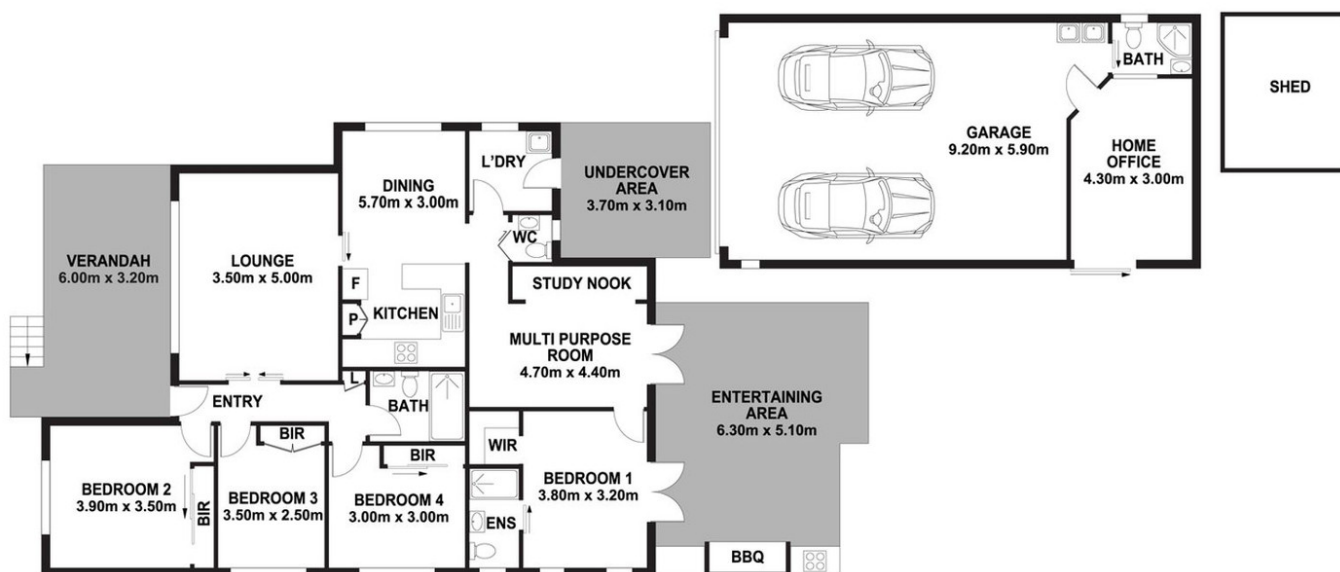 VERANDAH
6.00m x 3.20m
LOUNGE
3.50m x 5.00m
DINING
5.70m x 3.00m
L'DRY
WC
F
P
KITCHEN
UNDERCOVER
AREA
3.70m x 3.10m
STUDY NOOK
MULTI PURPOSE
ROOM
4.70m x 4.40m
ENTRY
L
BATH
BEDROOM 2
3.90m x 3.50m
BIR
BIR
BEDROOM 3
3.50m x 2.50m
BIR
BEDROOM 4
3.00m x 3.00m
WIR
ENS
BEDROOM 1
3.80m x 3.20m
ENTERTAINING
AREA
6.30m x 5.10m
BBQ
GARAGE
9.20m x 5.90m
BATH
HOME
OFFICE
4.30m x 3.00m
SHED